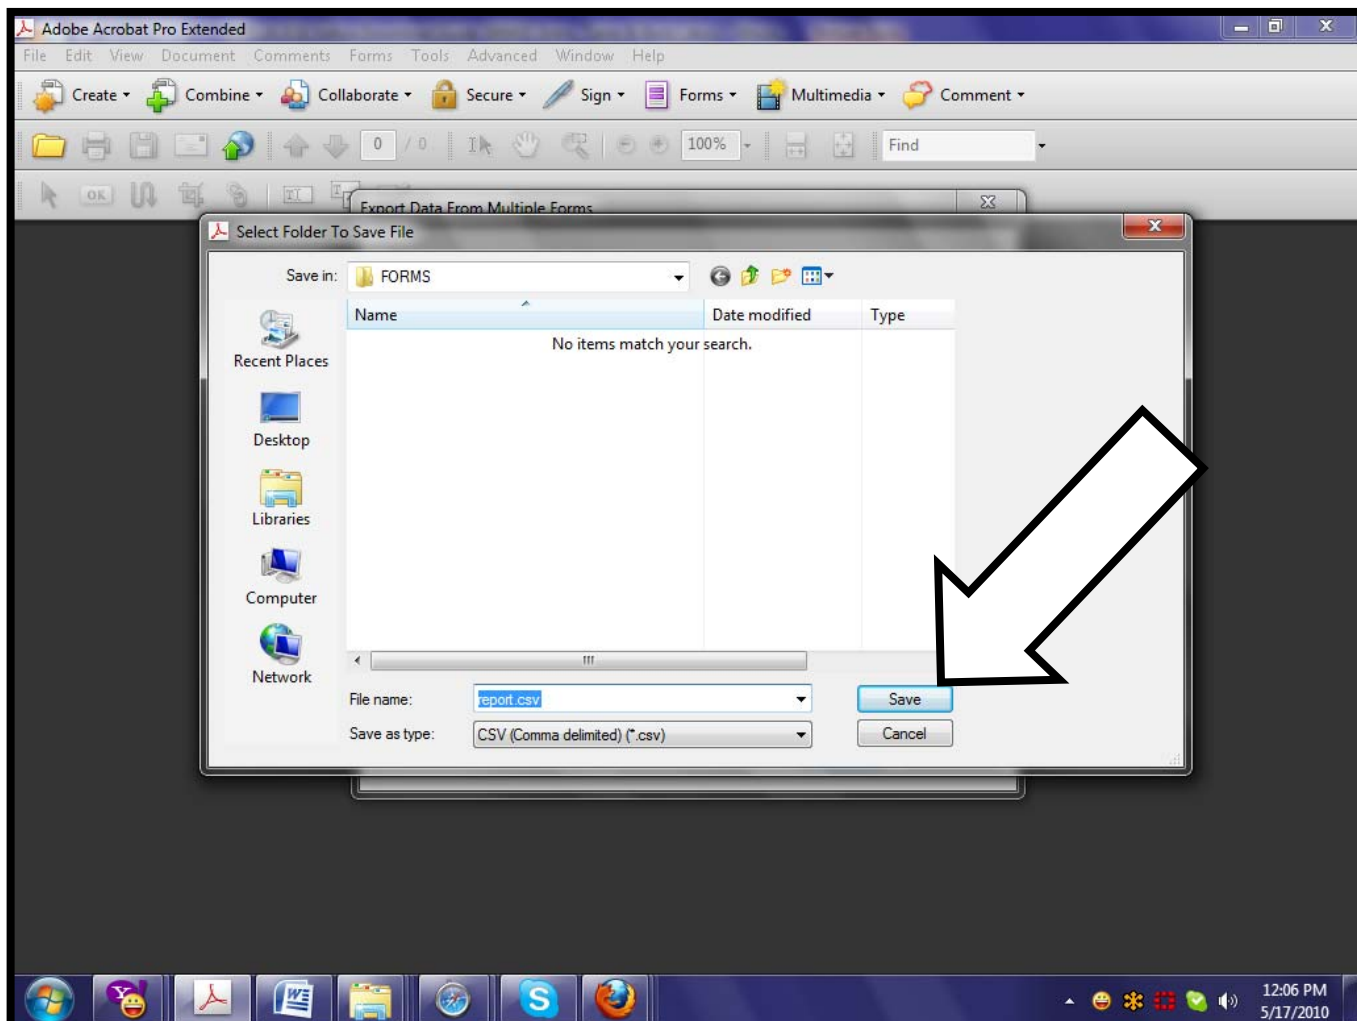 Adobe Acrobat Pro Extended
File Edit View Document Comments Forms Tools Advanced Window Help
Create Combine Collaborate Secure Sign Forms Multimedia Comment
0 / 0 100% Find
OK
Export Data From Multiple Forms
Select Folder To Save File
Save in: FORMS
Name Date modified Type
No items match your search.
Recent Places
Desktop
Libraries
Computer
Network
File name: report.csv Save
Save as type: CSV (Comma delimited) (*.csv) Cancel
12:06 PM
5/17/2010